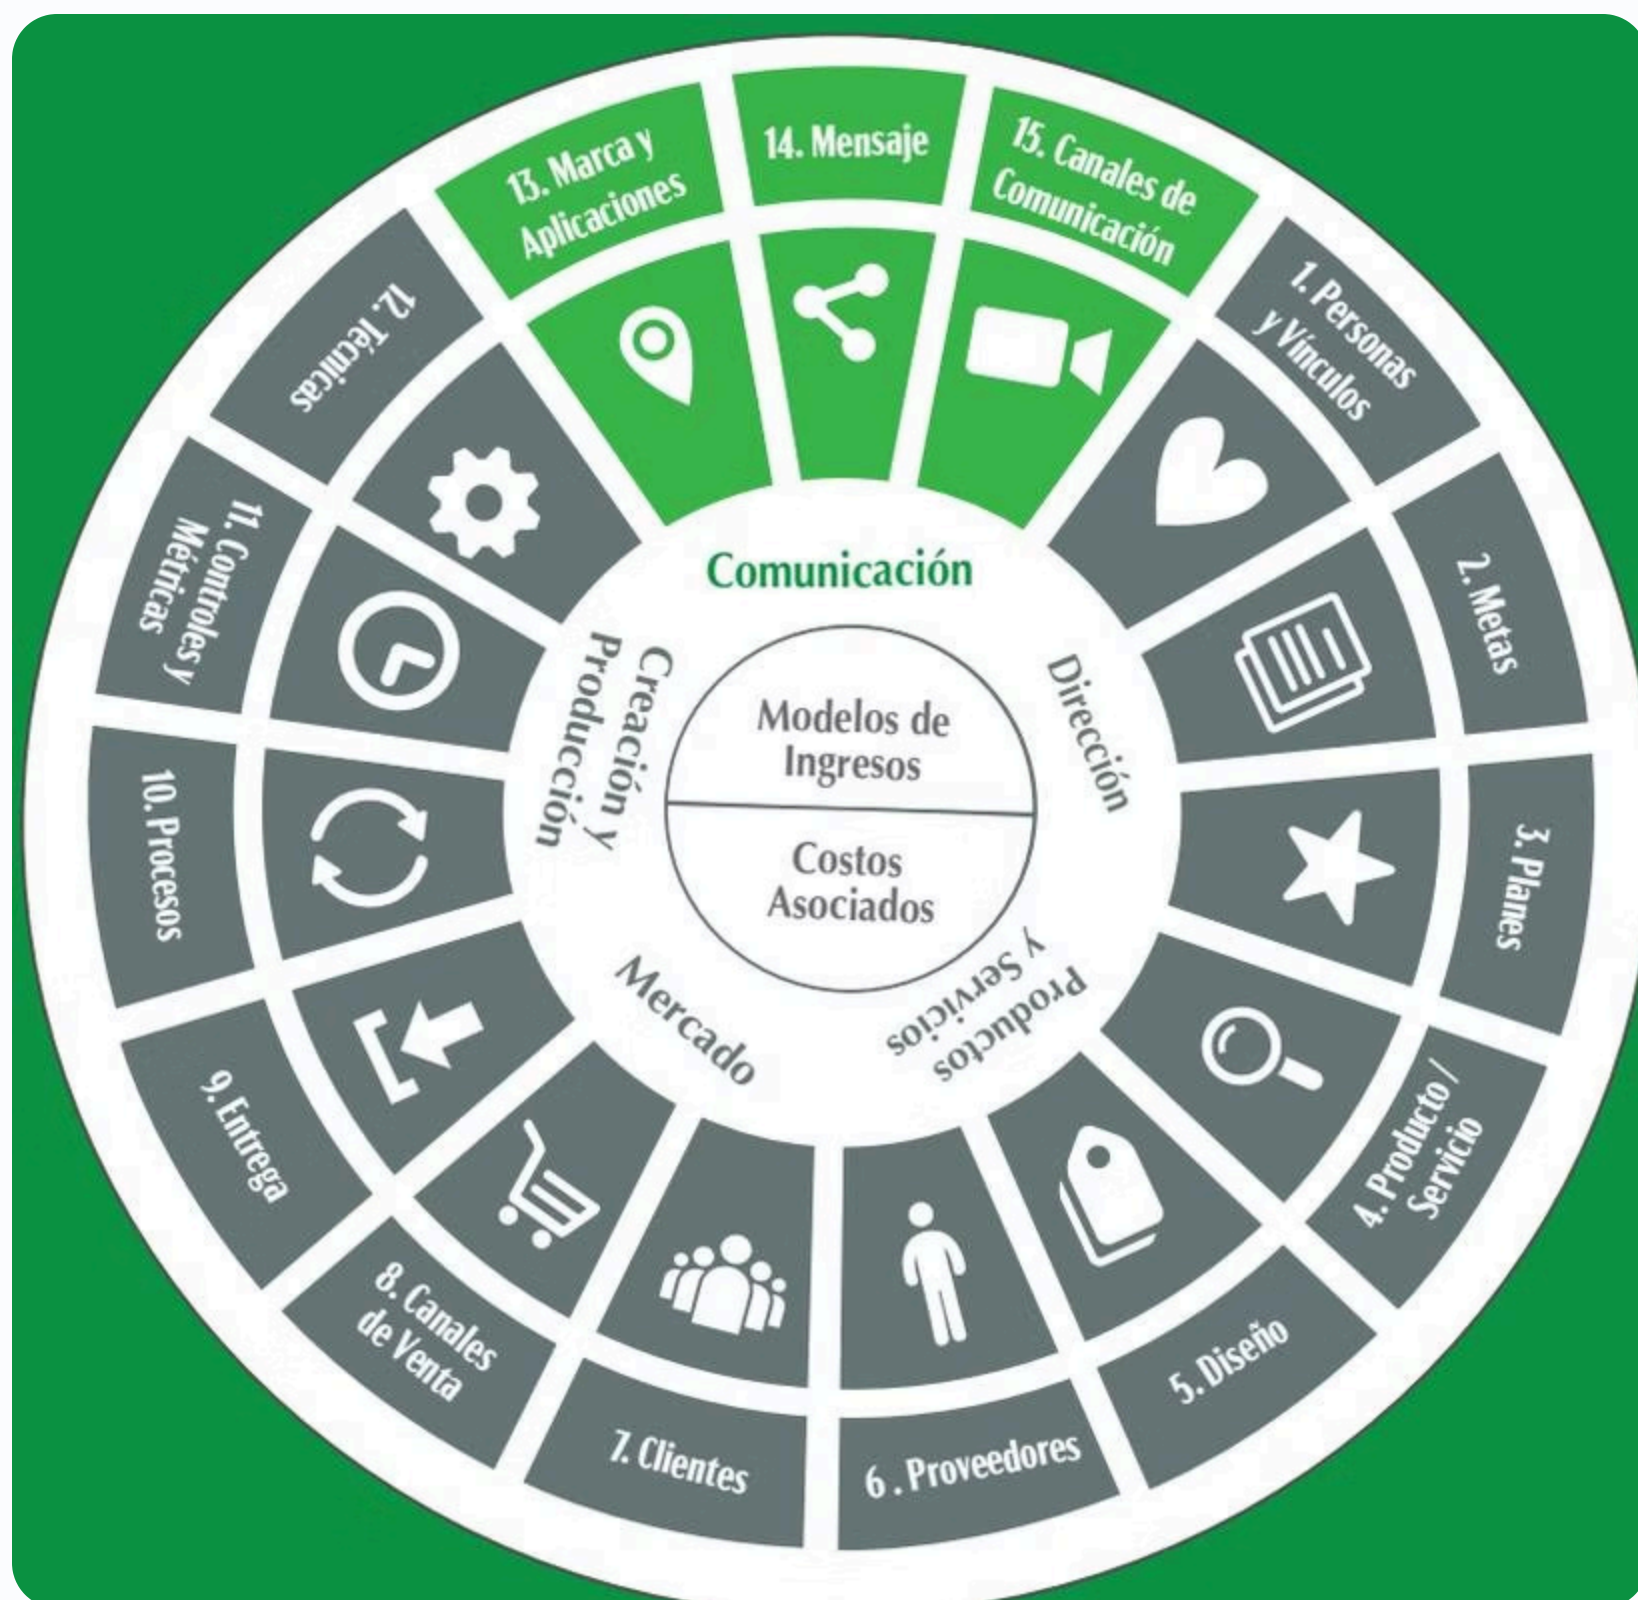 13. Marca y
Aplicaciones
14. Mensaje
15. Canales de
Comunicación
1. Personas
y Vínculos
2. Metas
3. Planes
4. Producto /
Servicio
5. Diseño
6 . Proveedores
7. Clientes
8. Canales
de Venta
9. Entrega
10. Procesos
11. Controles y
Métricas
12. Técnicas
Comunicación
Dirección
Productos
y Servicios
Mercado
Creación y
Producción
Modelos de
Ingresos
Costos
Asociados